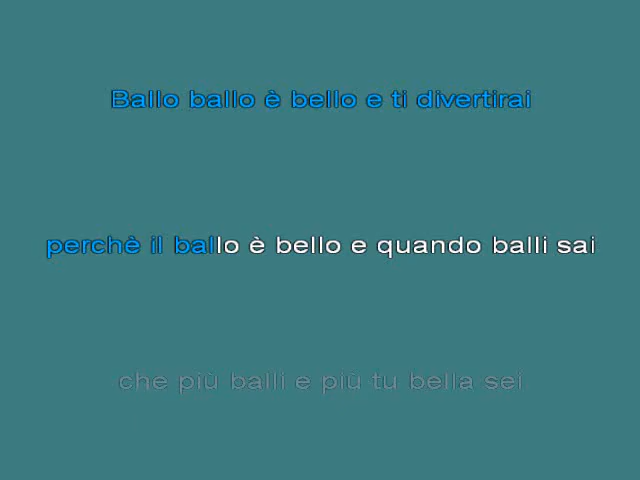 Ballo ballo è bello e ti divertirai
perchè il ballo è bello e quando balli sai
che più balli e più tu bella sei